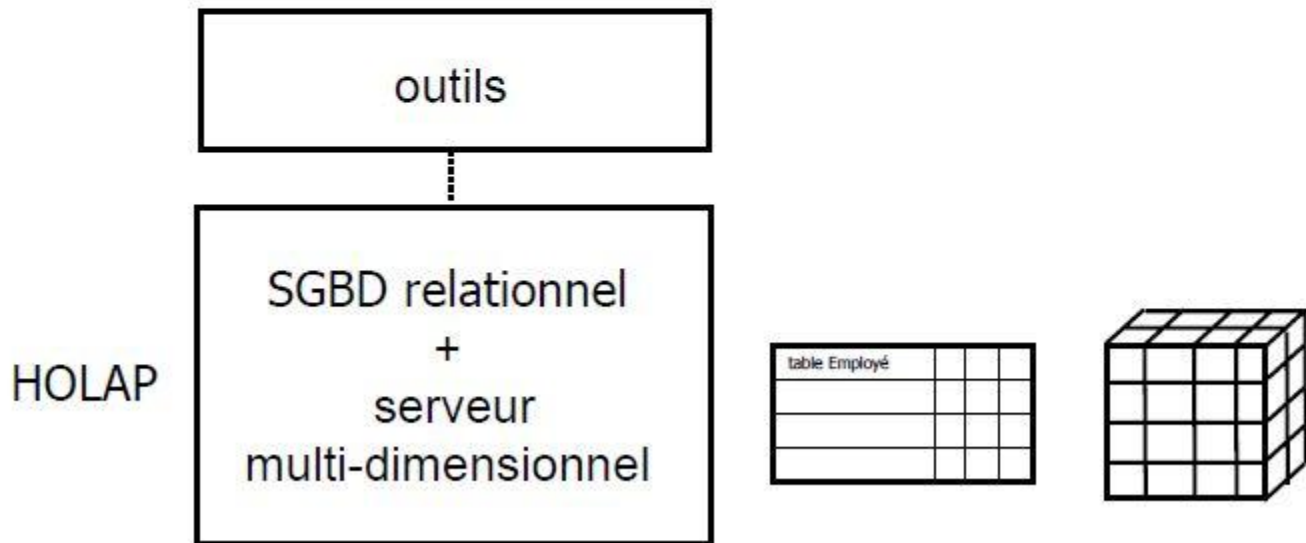 outils
HOLAP
SGBD relationnel
+
serveur
multi-dimensionnel
table Employé